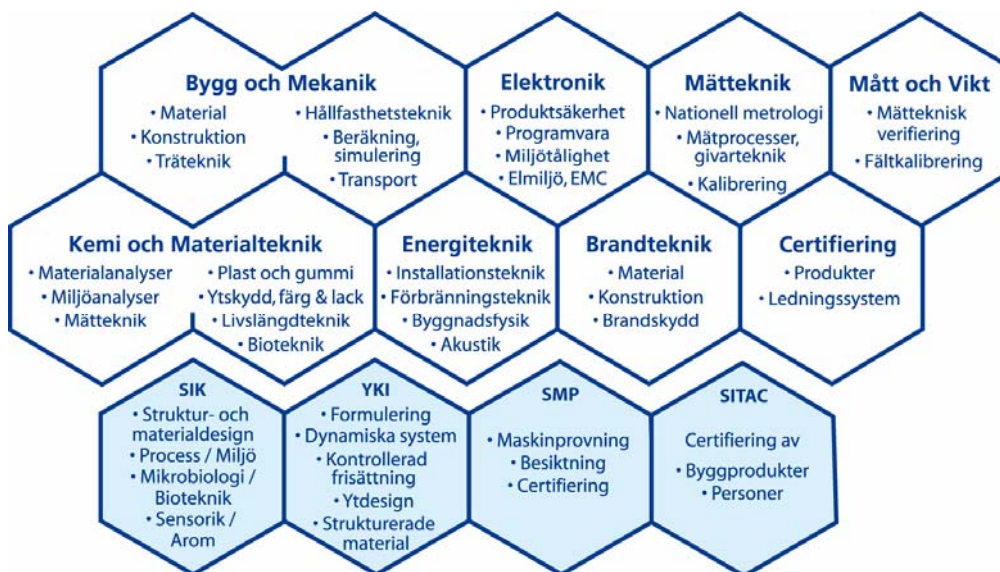 Bygg och Mekanik
• Material
• Konstruktion
• Träteknik
• Hållfasthetsteknik
• Beräkning,
simulering
• Transport
Elektronik
• Produktsäkerhet
• Programvara
• Miljötålighet
• Elmiljö, EMC
Mätteknik
• Nationell metrologi
• Mätprocesser,
givarteknik
• Kalibrering
Mått och Vikt
• Mätteknisk
verifiering
• Fältkalibrering
Kemi och Materialteknik
• Materialanalyser
• Miljöanalyser
• Mätteknik
• Plast och gummi
• Ytskydd, färg & lack
• Livslängdteknik
• Bioteknik
Energiteknik
• Installationsteknik
• Förbränningsteknik
• Byggnadsfysik
• Akustik
Brandteknik
• Material
• Konstruktion
• Brandskydd
Certifiering
• Produkter
• Ledningssystem
SIK
• Struktur- och
materialdesign
• Process / Miljö
• Mikrobiologi /
Bioteknik
• Sensorik /
Arom
YKI
• Formulering
• Dynamiska system
• Kontrollerad
frisättning
• Ytdesign
• Strukturerade
material
SMP
• Maskinprovning
• Besiktning
• Certifiering
SITAC
Certifiering av
• Byggprodukter
• Personer